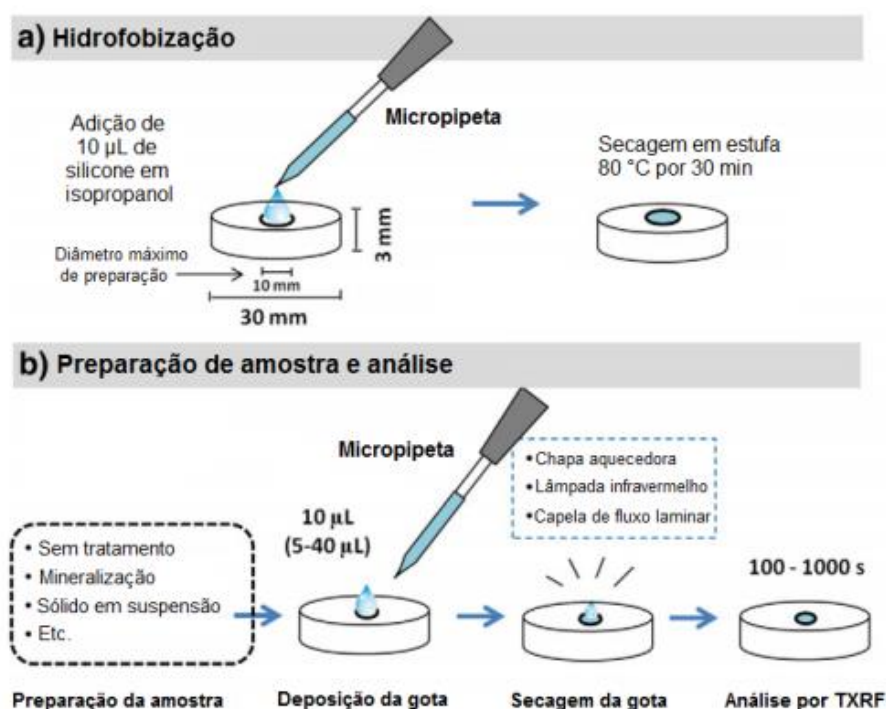 a) Hidrofobização
Adição de
10 µL de
silicone em
isopropanol
Micropipeta
Secagem em estufa
80 °C por 30 min
3 mm
Diâmetro máximo
de preparação
10 mm
30 mm
b) Preparação de amostra e análise
Micropipeta
• Chapa aquecedora
• Lâmpada infravermelho
• Capela de fluxo laminar
10 µL
(5-40 µL)
100 - 1000 s
• Sem tratamento
• Mineralização
• Sólido em suspensão
• Etc.
Preparação da amostra
Deposição da gota
Secagem da gota
Análise por TXRF